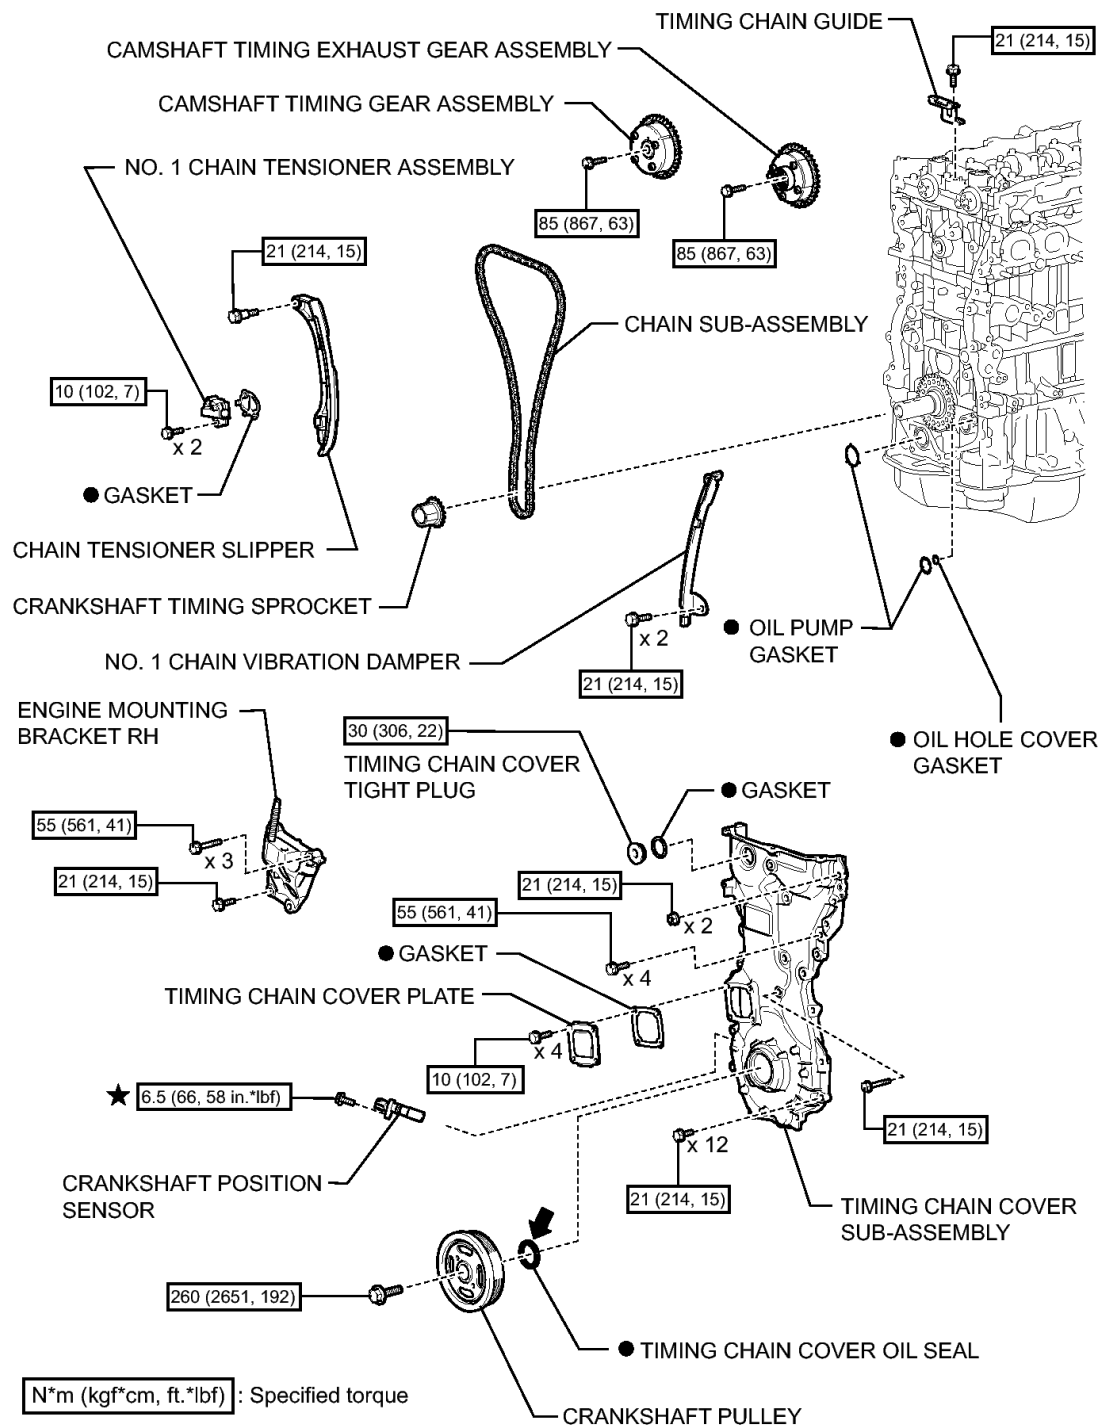 TIMING CHAIN GUIDE
21 (214, 15)
CAMSHAFT TIMING EXHAUST GEAR ASSEMBLY
CAMSHAFT TIMING GEAR ASSEMBLY
NO. 1 CHAIN TENSIONER ASSEMBLY
85 (867, 63)
85 (867, 63)
21 (214, 15)
CHAIN SUB-ASSEMBLY
10 (102, 7)
x 2
● GASKET
CHAIN TENSIONER SLIPPER
CRANKSHAFT TIMING SPROCKET
x 2
● OIL PUMP
GASKET
NO. 1 CHAIN VIBRATION DAMPER
21 (214, 15)
ENGINE MOUNTING
BRACKET RH
30 (306, 22)
● OIL HOLE COVER
GASKET
TIMING CHAIN COVER
TIGHT PLUG
● GASKET
55 (561, 41)
x 3
21 (214, 15)
21 (214, 15)
x 2
55 (561, 41)
● GASKET
x 4
TIMING CHAIN COVER PLATE
x 4
10 (102, 7)
★ 6.5 (66, 58 in.*lbf)
21 (214, 15)
x 12
CRANKSHAFT POSITION
SENSOR
21 (214, 15)
TIMING CHAIN COVER
SUB-ASSEMBLY
260 (2651, 192)
● TIMING CHAIN COVER OIL SEAL
N*m (kgf*cm, ft.*lbf) : Specified torque
CRANKSHAFT PULLEY